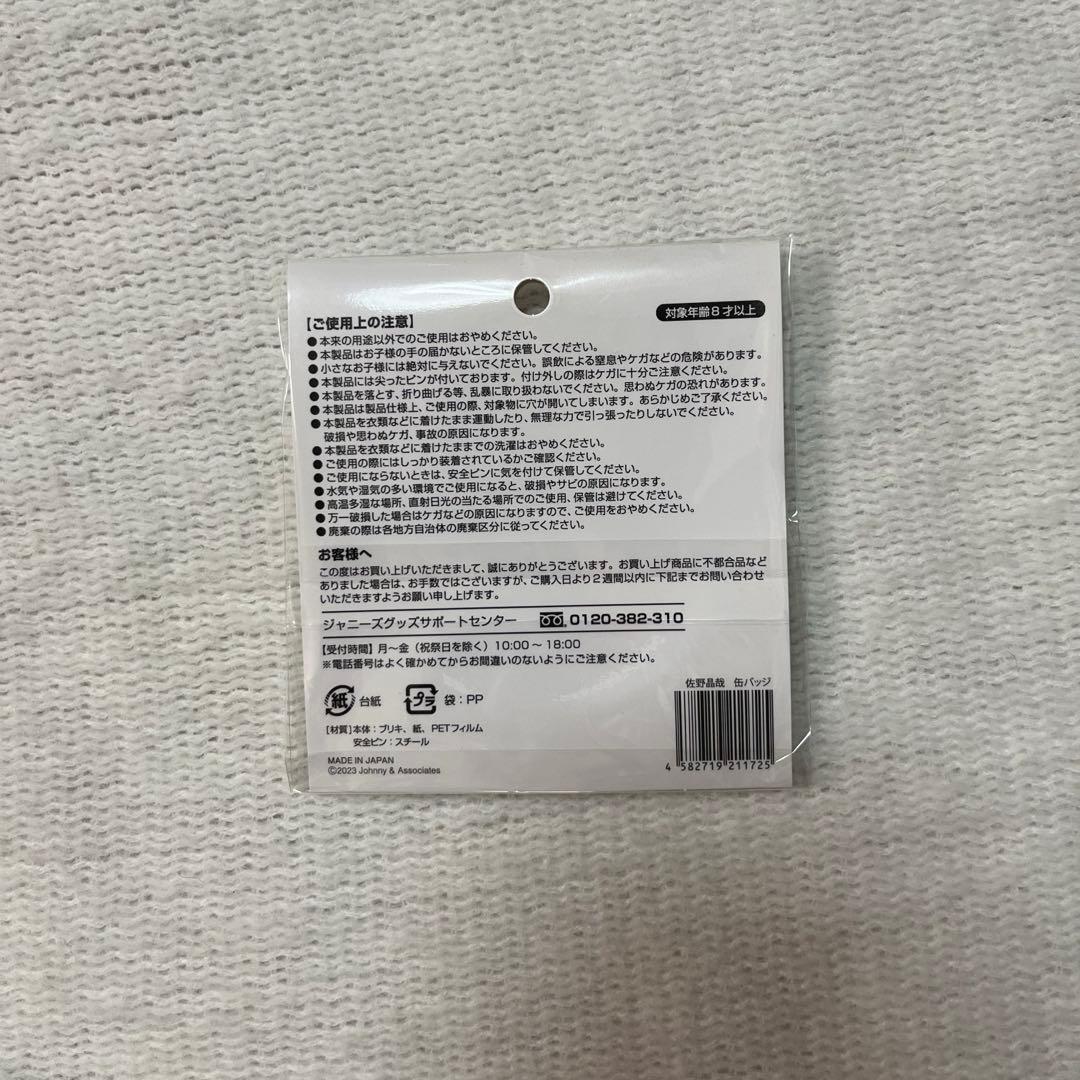 対象年齢8才以上
【ご使用上の注意】
●本来の用途以外でのご使用はおやめください。
●本製品はお子様の手の届かないところに保管してください。
●小さなお子様には絶対に与えないでください。誤飲による窒息やケガなどの危険があります。
●本製品には尖ったピンが付いております。付け外しの際はケガに十分ご注意ください。
●本製品を落とす、折り曲げる等、乱暴に取り扱わないでください。思わぬケガの恐れがあります。
●本製品は製品仕様上、ご使用の際、対象物に穴が開いてしまいます。あらかじめご了承ください。
●本製品を衣類などに着けたまま運動したり、無理な力で引っ張ったりしないでください。
破損や思わぬケガ、事故の原因になります。
●本製品を衣類などに着けたままでの洗濯はおやめください。
●ご使用の際にはしっかり装着されているかご確認ください。
●ご使用にならないときは、安全ピンに気を付けて保管してください。
●水気や湿気の多い環境でご使用になると、破損やサビの原因になります。
●高温多湿な場所、直射日光の当たる場所でのご使用、保管は避けてください。
●万一破損した場合はケガなどの原因になりますので、ご使用をおやめください。
●廃棄の際は各地方自治体の廃棄区分に従ってください。
お客様へ
この度はお買い上げいただきまして、誠にありがとうございます。お買い上げ商品に不都合品など
ありました場合は、お手数ではございますが、ご購入日より2週間以内に下記までお問い合わせ
いただきますようお願い申し上げます。
ジャニーズグッズサポートセンター 0120-382-310
【受付時間】月～金（祝祭日を除く）10:00～18:00
※電話番号はよく確かめてからお間違いのないようにご注意ください。
紙 台紙 プラ 袋：PP
【材質】本体：ブリキ、紙、PETフィルム
安全ピン：スチール
MADE IN JAPAN
©2023 Johnny & Associates
佐野晶哉 缶バッジ
4 582719 211725